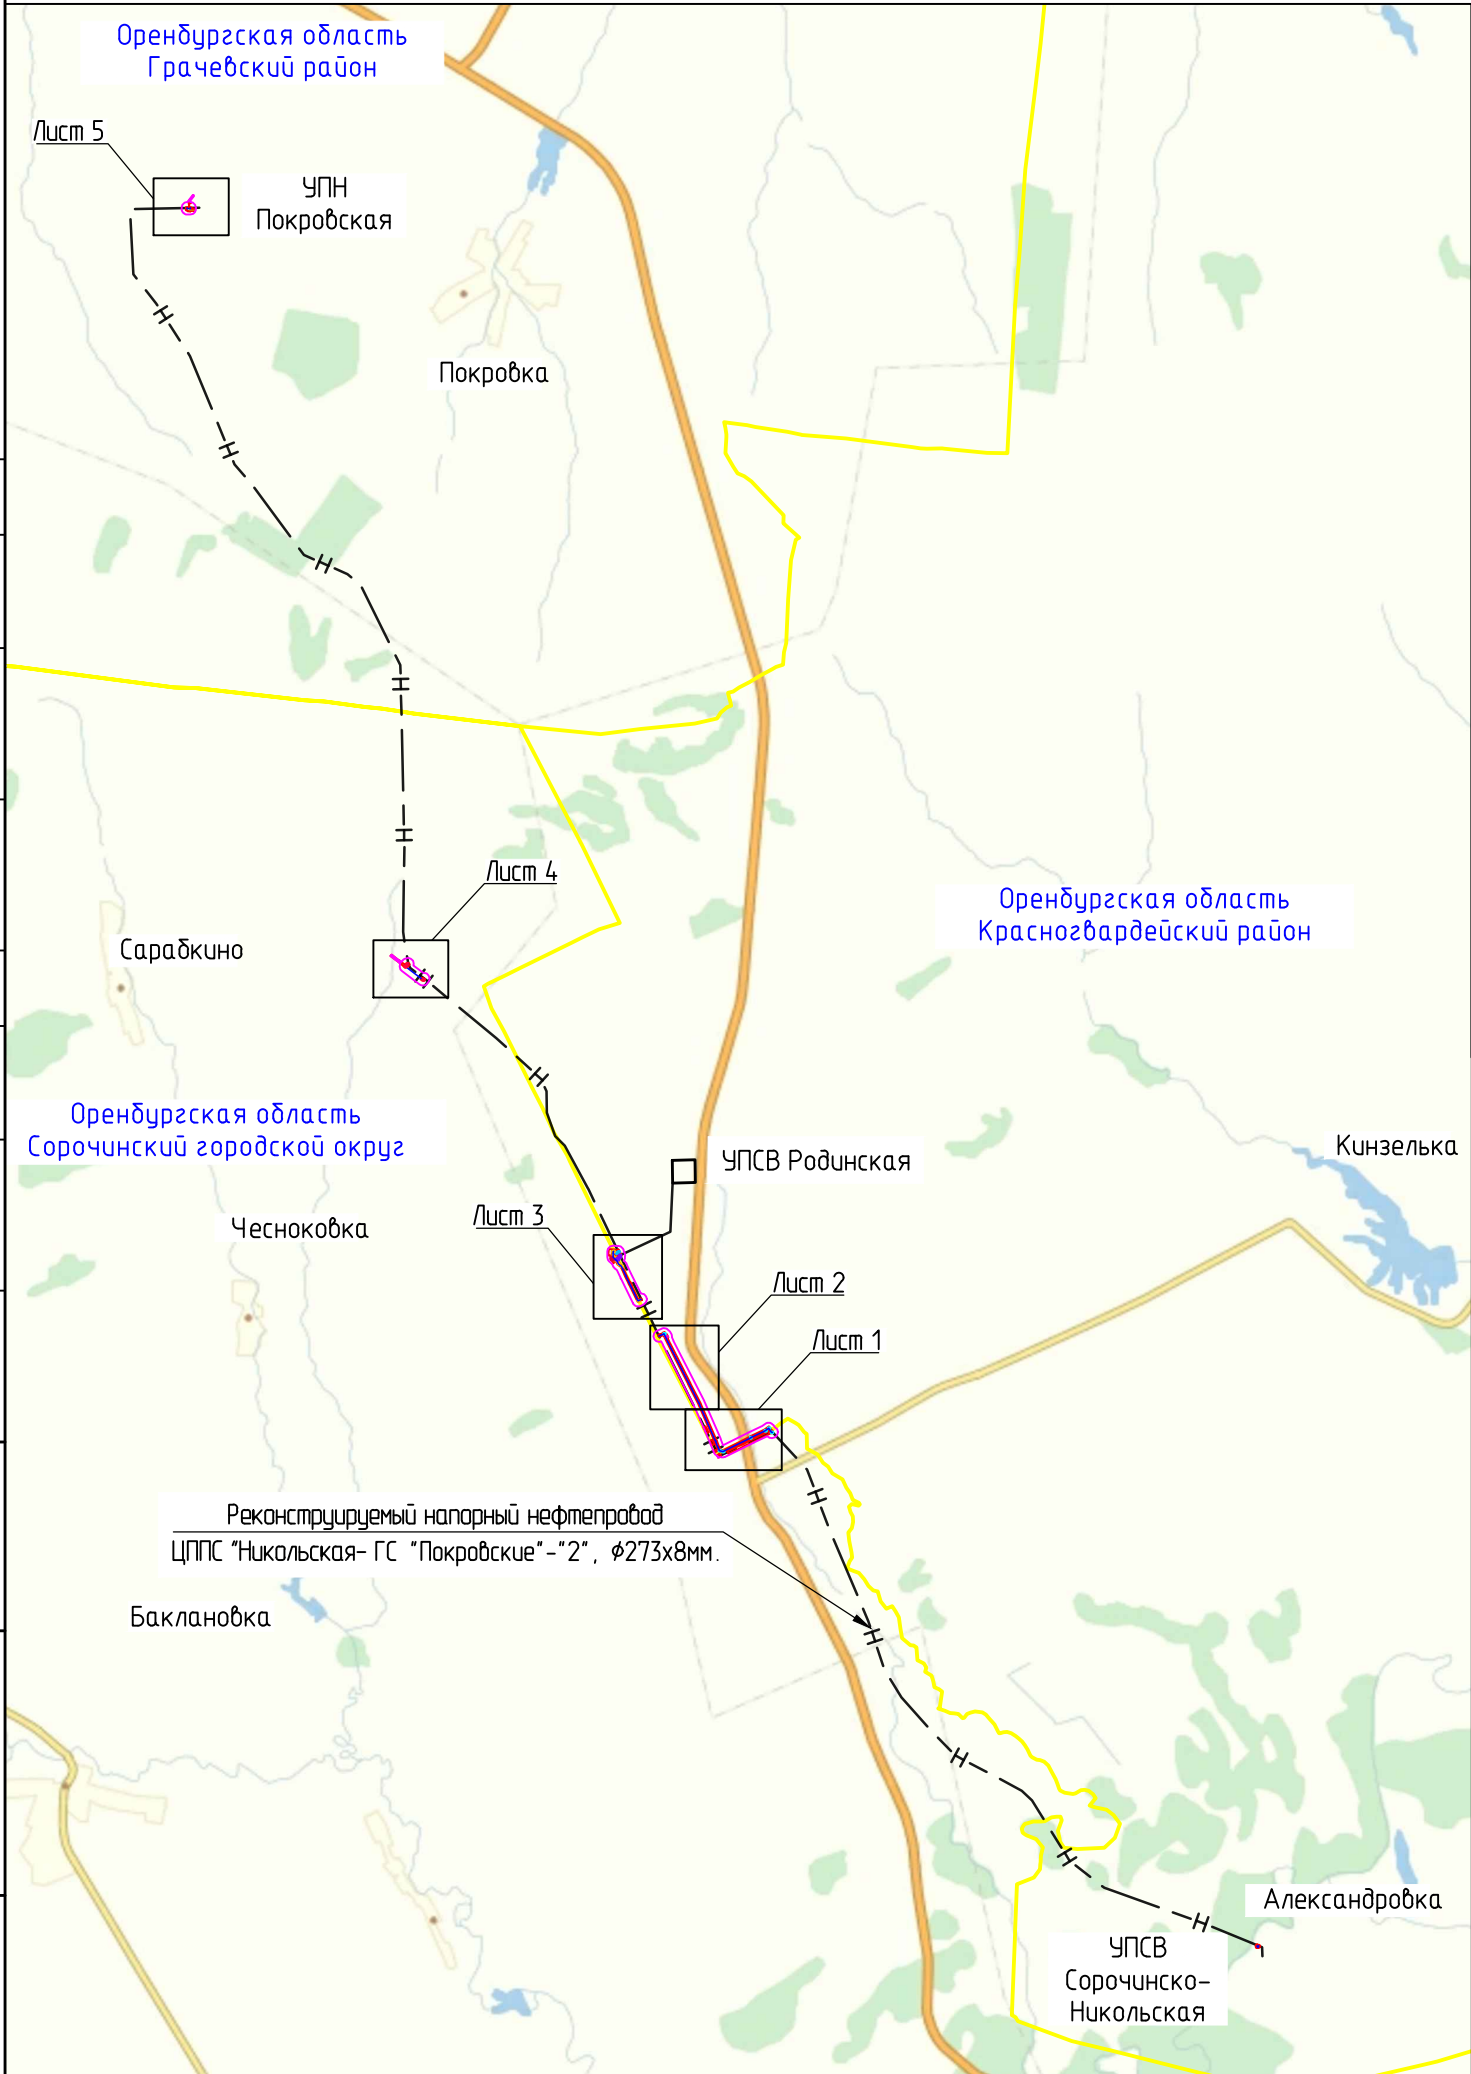 Оренбургская область
Грачевский район
Лист 5
УПН
Покровская
Н
Н
Покровка
Н
Н
Н
Лист 4
Оренбургская область
Красногвардейский район
Сарабкино
Н
Н
Оренбургская область
Сорочинский городской округ
УПСВ Родинская
Кинзелька
Чесноковка
Лист 3
Лист 2
Н
Лист 1
Н
Н
Реконструируемый напорный нефтепровод
ЦППС "Никольская- ГС "Покровские"-"2", ϕ273х8мм.
Баклановка
Н
Н
Н
Александровка
Н
УПСВ
Сорочинско-
Никольская